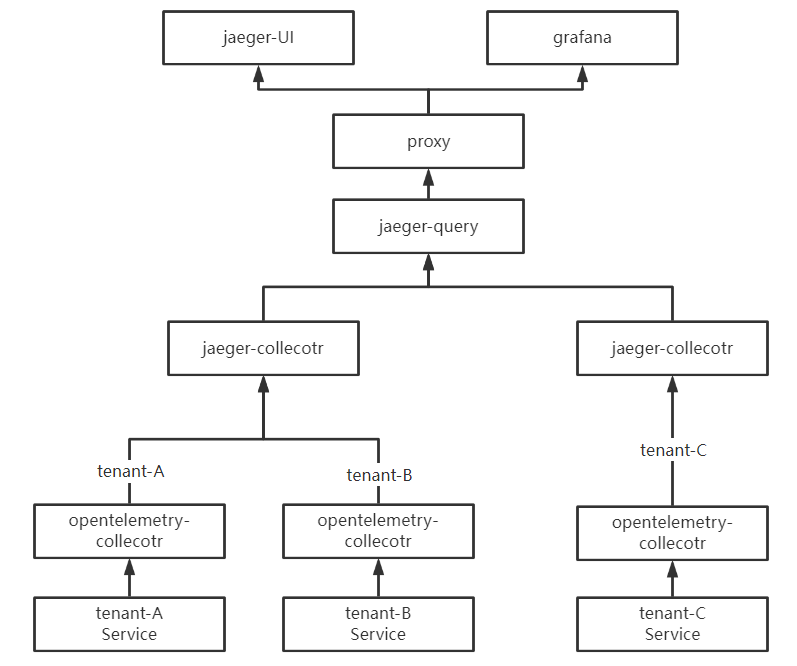 jaeger-UI
grafana
proxy
jaeger-query
jaeger-collecotr
jaeger-collecotr
tenant-A
tenant-B
tenant-C
opentelemetry-
collecotr
opentelemetry-
collecotr
opentelemetry-
collecotr
tenant-A
Service
tenant-B
Service
tenant-C
Service